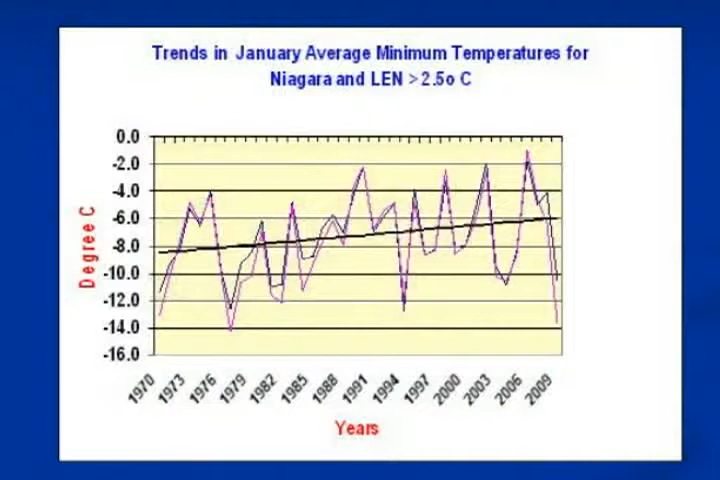 Trends in January Average Minimum Temperatures for
Niagara and LEN > 2.5o C
0.0
-2.0
-4.0
-6.0
-8.0
-10.0
-12.0
-14.0
-16.0
Degree C
1970 1973 1976 1979 1982 1985 1988 1991 1994 1997 2000 2003 2006 2009
Years